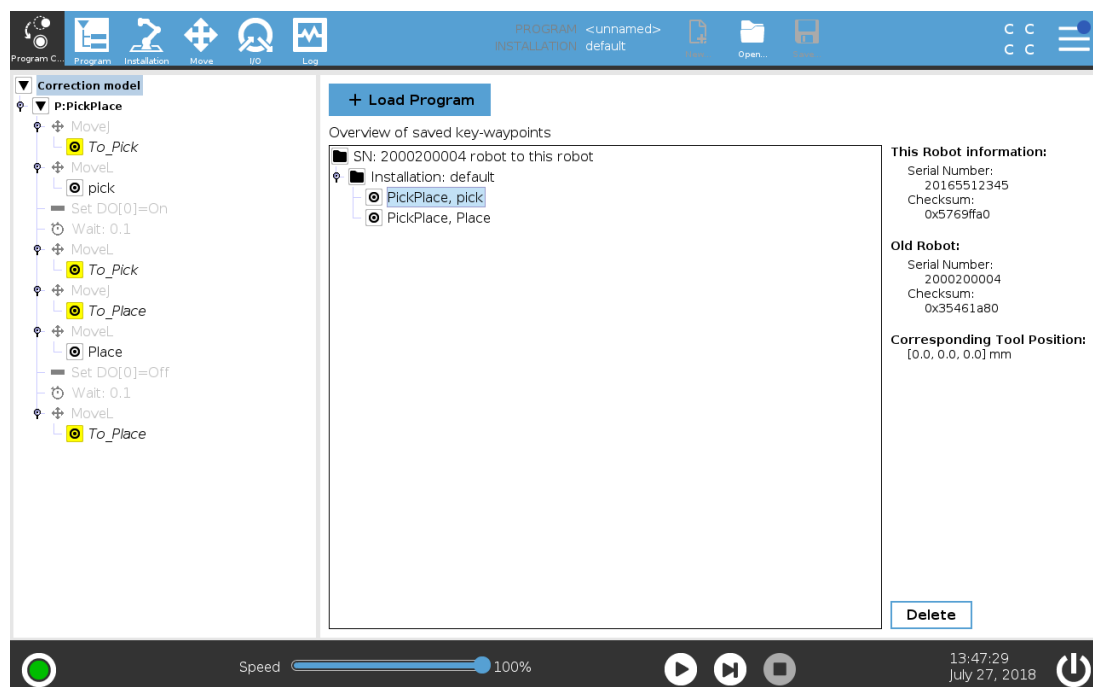 PROGRAM <unnamed>
INSTALLATION default
Program C...
Program
Installation
Move
I/O
Log
Open...
C C
C C
Correction model
P:PickPlace
MoveJ
To_Pick
MoveL
pick
Set DO[0]=On
Wait: 0.1
MoveL
To_Pick
MoveJ
To_Place
MoveL
Place
Set DO[0]=Off
Wait: 0.1
MoveL
To_Place
+ Load Program
Overview of saved key-waypoints
SN: 2000200004 robot to this robot
Installation: default
PickPlace, pick
PickPlace, Place
This Robot information:
Serial Number:
20165512345
Checksum:
0x5769ffa0
Old Robot:
Serial Number:
2000200004
Checksum:
0x35461a80
Corresponding Tool Position:
[0.0, 0.0, 0.0] mm
Delete
Speed
100%
13:47:29
July 27, 2018